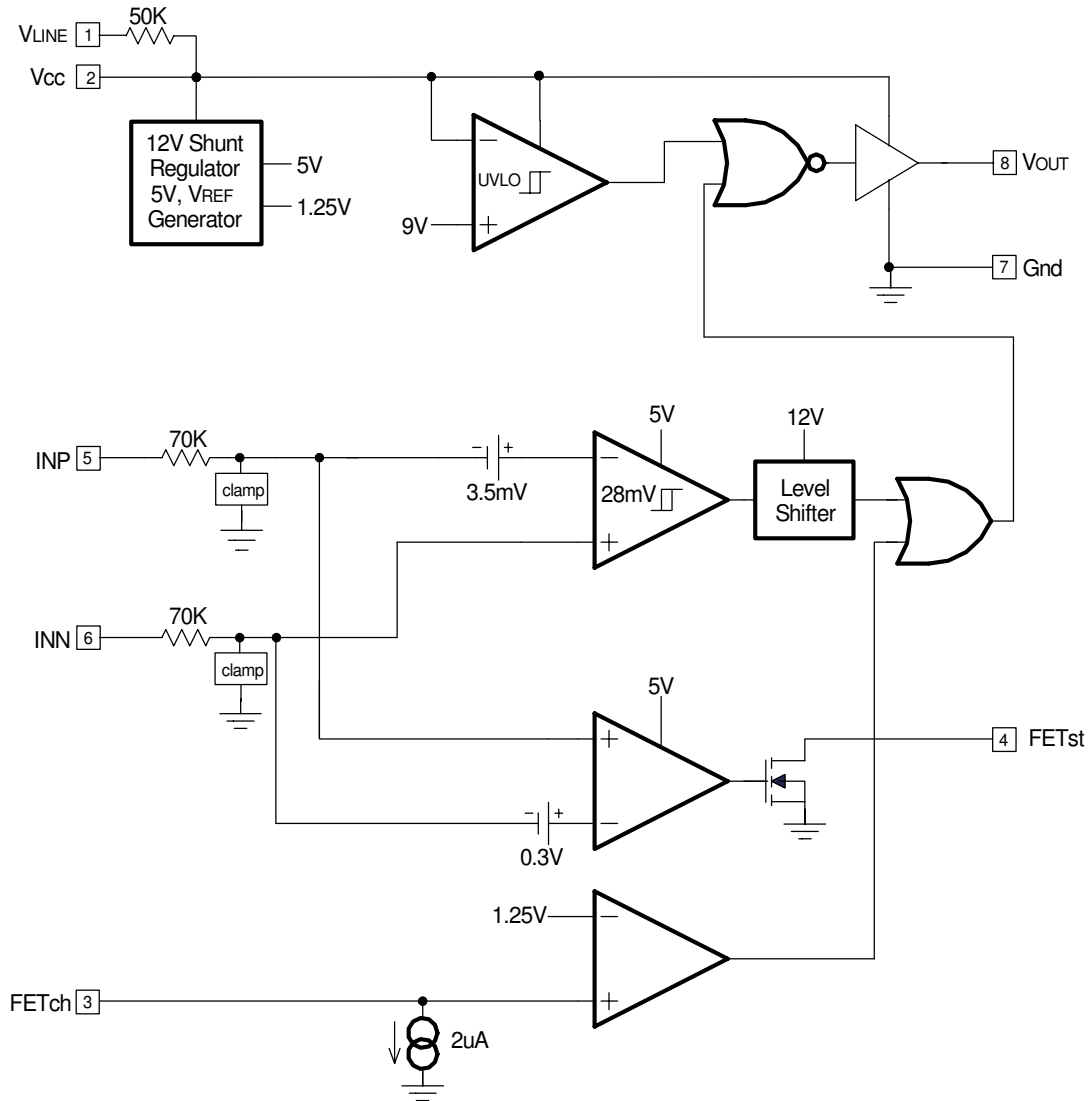 50K
VLINE 1
Vcc 2
12V Shunt
Regulator
5V, VREF
Generator
5V
1.25V
−
UVLO
9V
+
8 VOUT
7 Gnd
5V
12V
INP 5
70K
clamp
− +
3.5mV
−
28mV
+
Level
Shifter
INN 6
70K
clamp
5V
+
− +
0.3V
−
4 FETst
1.25V
−
FETch 3
+
2uA